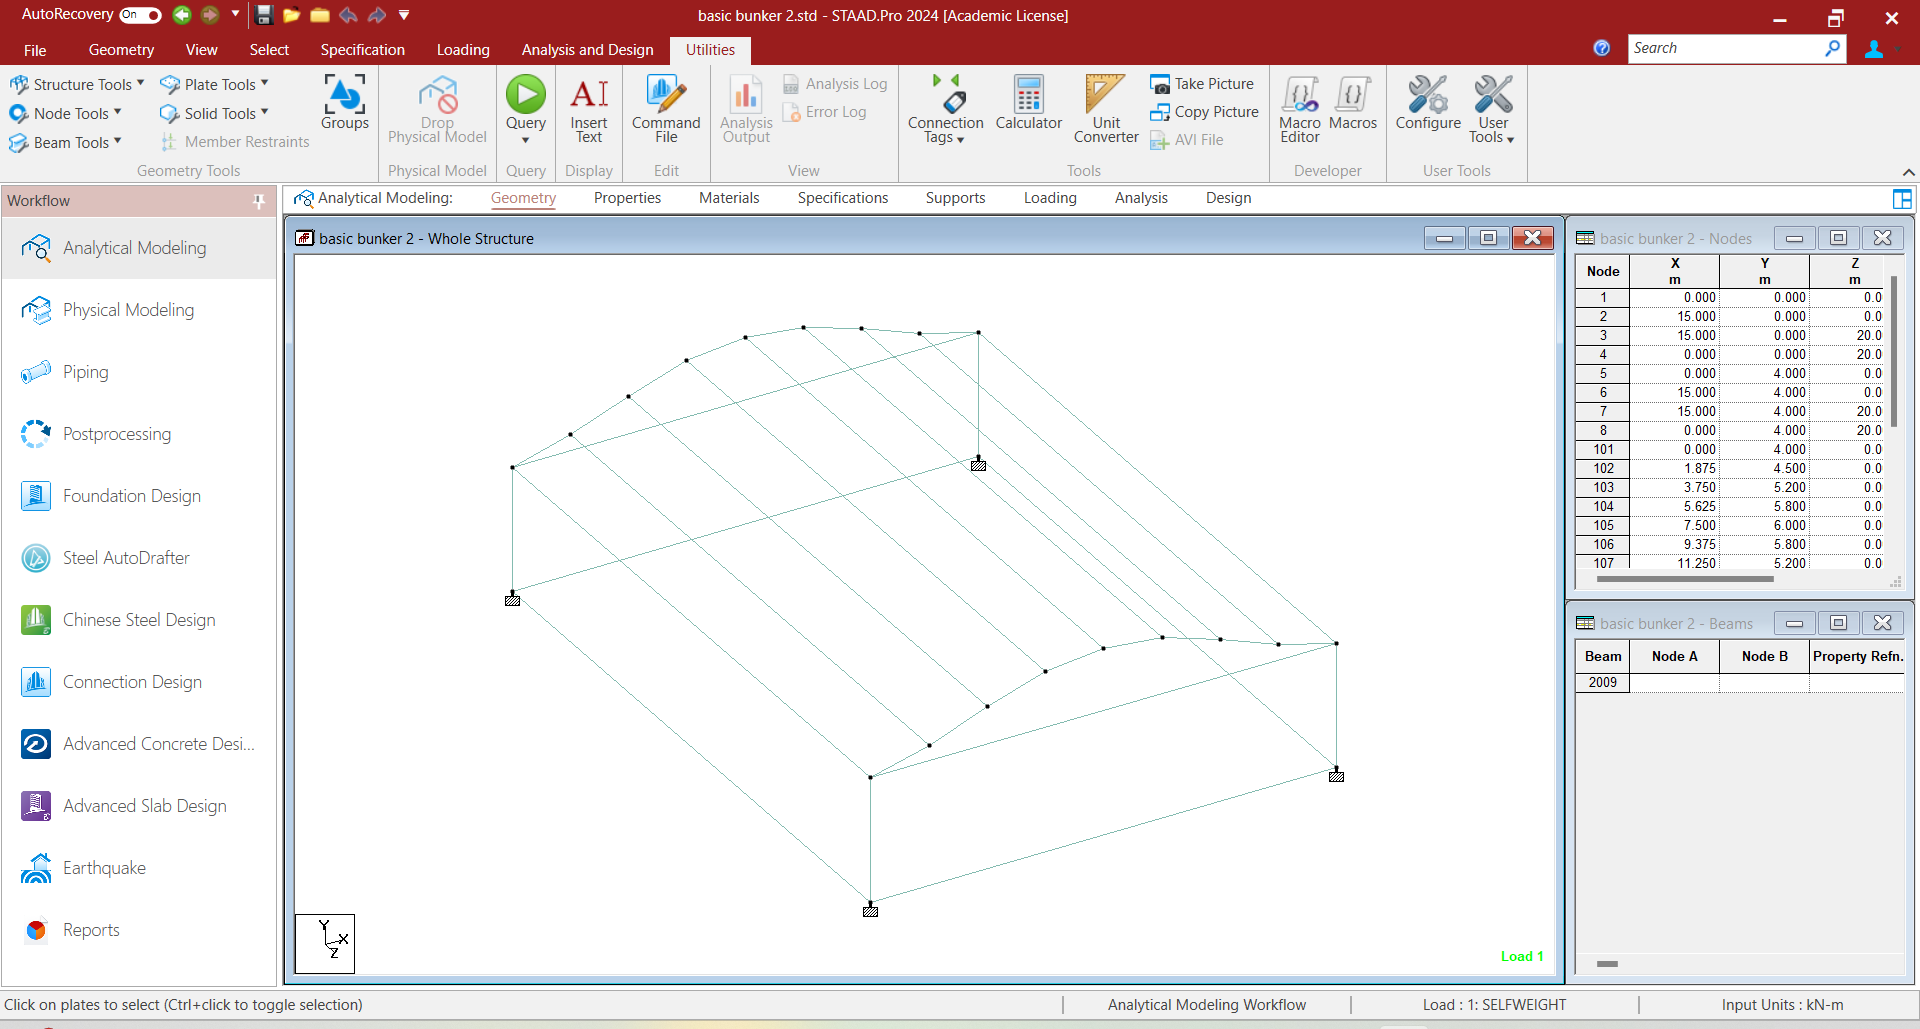 AutoRecovery On
basic bunker 2.std - STAAD.Pro 2024 [Academic License]
File Geometry View Select Specification Loading Analysis and Design Utilities Search
Structure Tools
Node Tools
Beam Tools
Plate Tools
Solid Tools
Member Restraints
Geometry Tools
Groups
Drop
Physical Model
Physical Model
Query
Query
Insert
Text
Display
Command
File
Edit
Analysis
Output
Analysis Log
Error Log
View
Connection
Tags
Calculator
Unit
Converter
Take Picture
Copy Picture
AVI File
Tools
Macro
Editor
Macros
Developer
Configure
User
Tools
User Tools
Workflow
Analytical Modeling
Physical Modeling
Piping
Postprocessing
Foundation Design
Steel AutoDrafter
Chinese Steel Design
Connection Design
Advanced Concrete Desi...
Advanced Slab Design
Earthquake
Reports
Analytical Modeling: Geometry Properties Materials Specifications Supports Loading Analysis Design
basic bunker 2 - Whole Structure
Y
X
Z
Load 1
basic bunker 2 - Nodes
Node X m Y m Z m
1 0.000 0.000 0.0
2 15.000 0.000 0.0
3 15.000 0.000 20.0
4 0.000 0.000 20.0
5 0.000 4.000 0.0
6 15.000 4.000 0.0
7 15.000 4.000 20.0
8 0.000 4.000 20.0
101 0.000 4.000 0.0
102 1.875 4.500 0.0
103 3.750 5.200 0.0
104 5.625 5.800 0.0
105 7.500 6.000 0.0
106 9.375 5.800 0.0
107 11.250 5.200 0.0
basic bunker 2 - Beams
Beam Node A Node B Property Refn.
2009
Click on plates to select (Ctrl+click to toggle selection)
Analytical Modeling Workflow
Load : 1: SELFWEIGHT
Input Units : kN-m